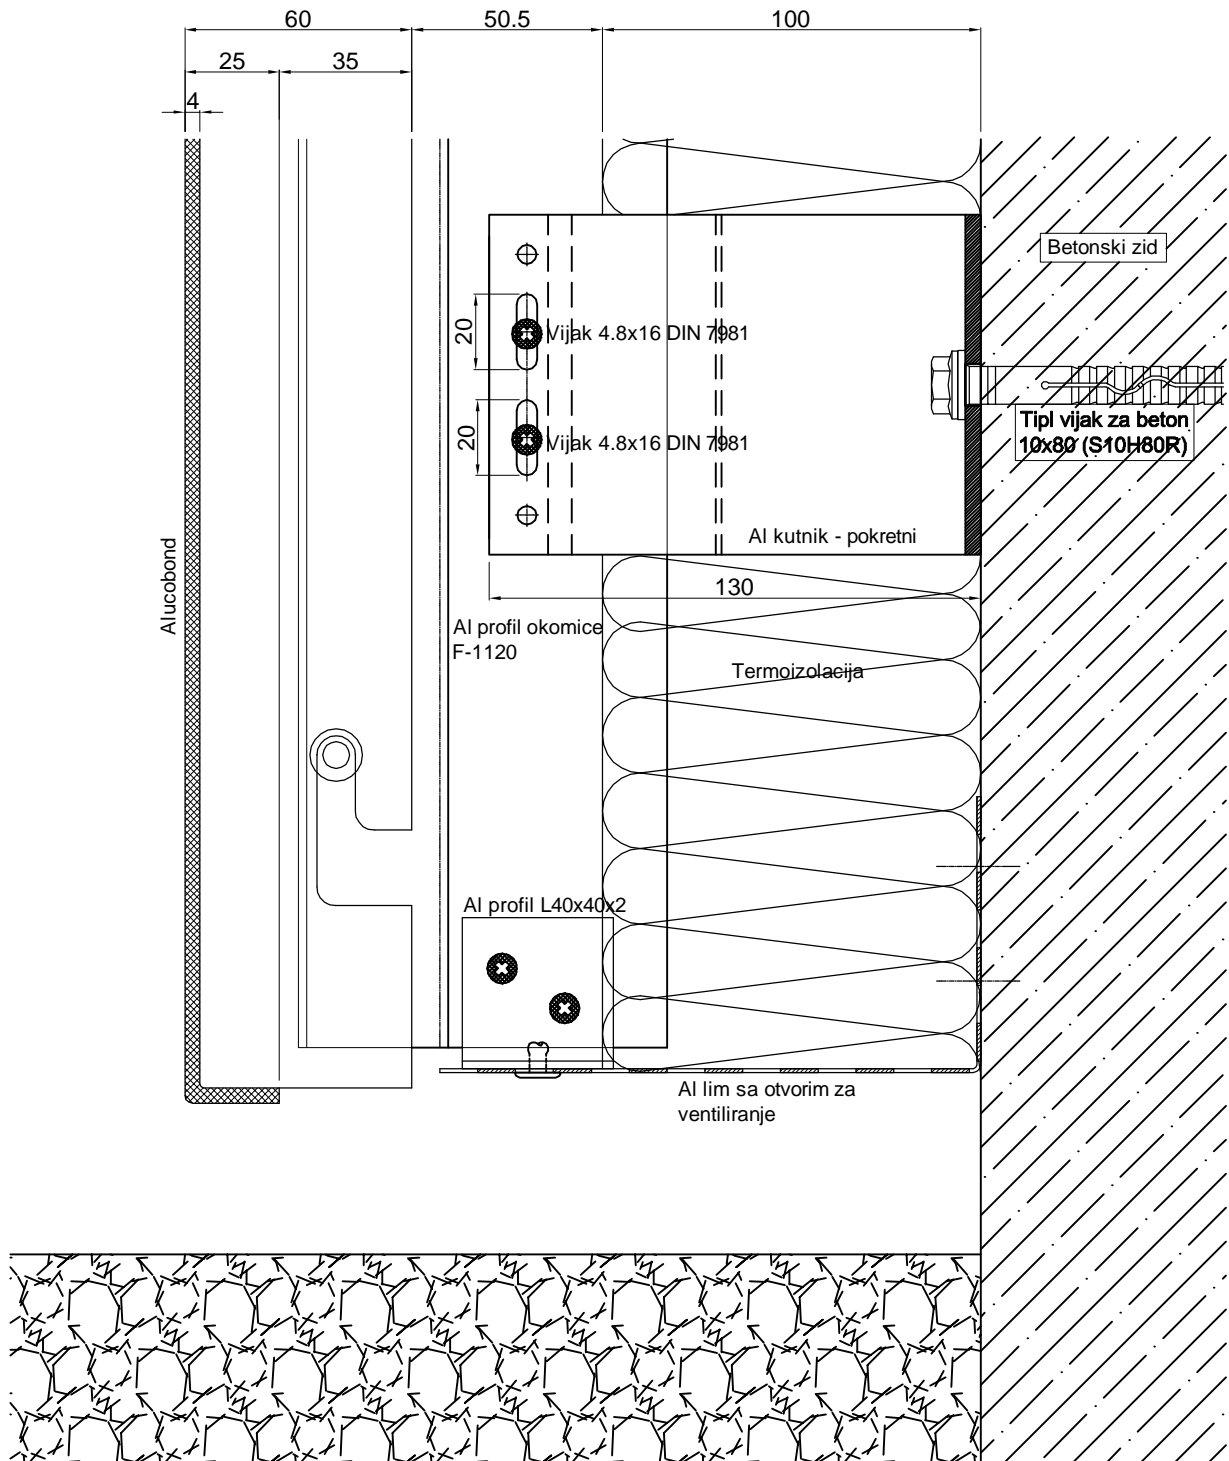 60
50.5
100
25
35
4
Betonski zid
20
Vijak 4.8x16 DIN 7981
20
Vijak 4.8x16 DIN 7981
Tipl vijak za beton
10x80 (S10H80R)
Al kutnik - pokretni
130
Alucobond
Al profil okomice
F-1120
Termoizolacija
Al profil L40x40x2
Al lim sa otvorim za
ventiliranje